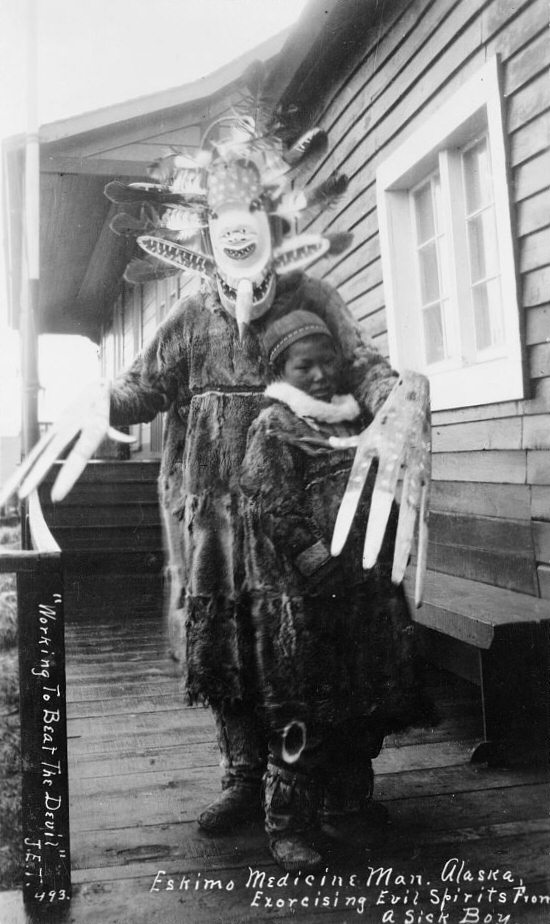 "Working To Beat The Devil"
J.E.T.
493.
Eskimo Medicine Man. Alaska,
Exorcising Evil Spirits From
A Sick Boy